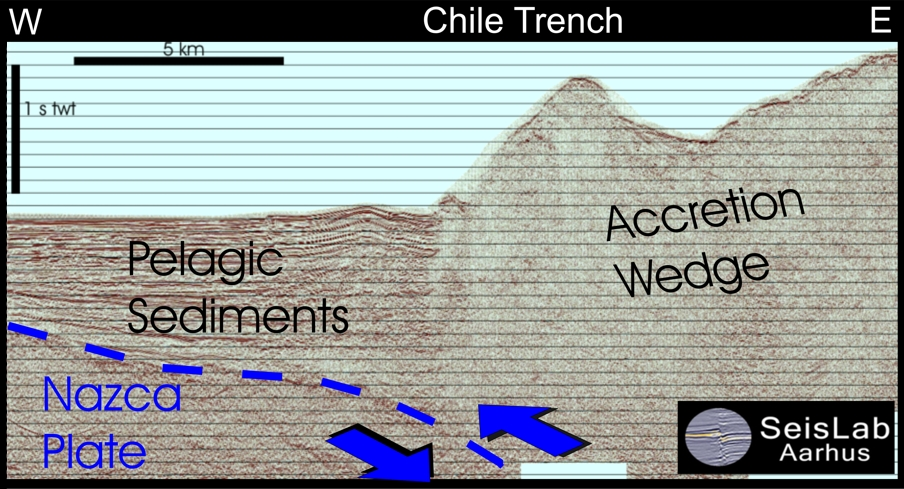 W
Chile Trench
E
5 km
1 s twt
Accretion
Wedge
Pelagic
Sediments
Nazca
Plate
SeisLab
Aarhus